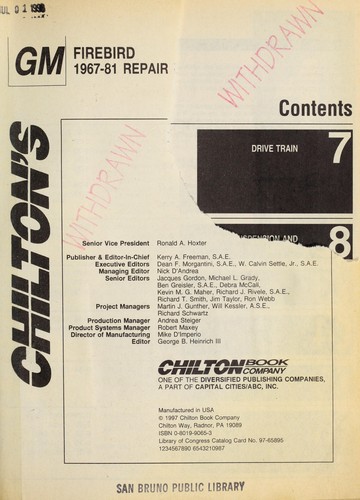 JUL 01 1998
GM
FIREBIRD
1967-81 REPAIR
WITHDRAWN
Contents
CHILTON'S
WITHDRAWN
DRIVE TRAIN 7
SUSPENSION AND 8
Senior Vice President Ronald A. Hoxter
Publisher & Editor-In-Chief Kerry A. Freeman, S.A.E.
Executive Editors Dean F. Morgantini, S.A.E., W. Calvin Settle, Jr., S.A.E.
Managing Editor Nick D'Andrea
Senior Editors Jacques Gordon, Michael L. Grady,
Ben Greisler, S.A.E., Debra McCall,
Kevin M. G. Maher, Richard J. Rivele, S.A.E.,
Richard T. Smith, Jim Taylor, Ron Webb
Project Managers Martin J. Gunther, Will Kessler, A.S.E.,
Richard Schwartz
Production Manager Andrea Steiger
Product Systems Manager Robert Maxey
Director of Manufacturing Mike D'Imperio
Editor George B. Heinrich III
CHILTON BOOK COMPANY
ONE OF THE DIVERSIFIED PUBLISHING COMPANIES,
A PART OF CAPITAL CITIES/ABC, INC.
Manufactured in USA
© 1997 Chilton Book Company
Chilton Way, Radnor, PA 19089
ISBN 0-8019-9065-3
Library of Congress Catalog Card No. 97-65895
1234567890 6543210987
SAN BRUNO PUBLIC LIBRARY